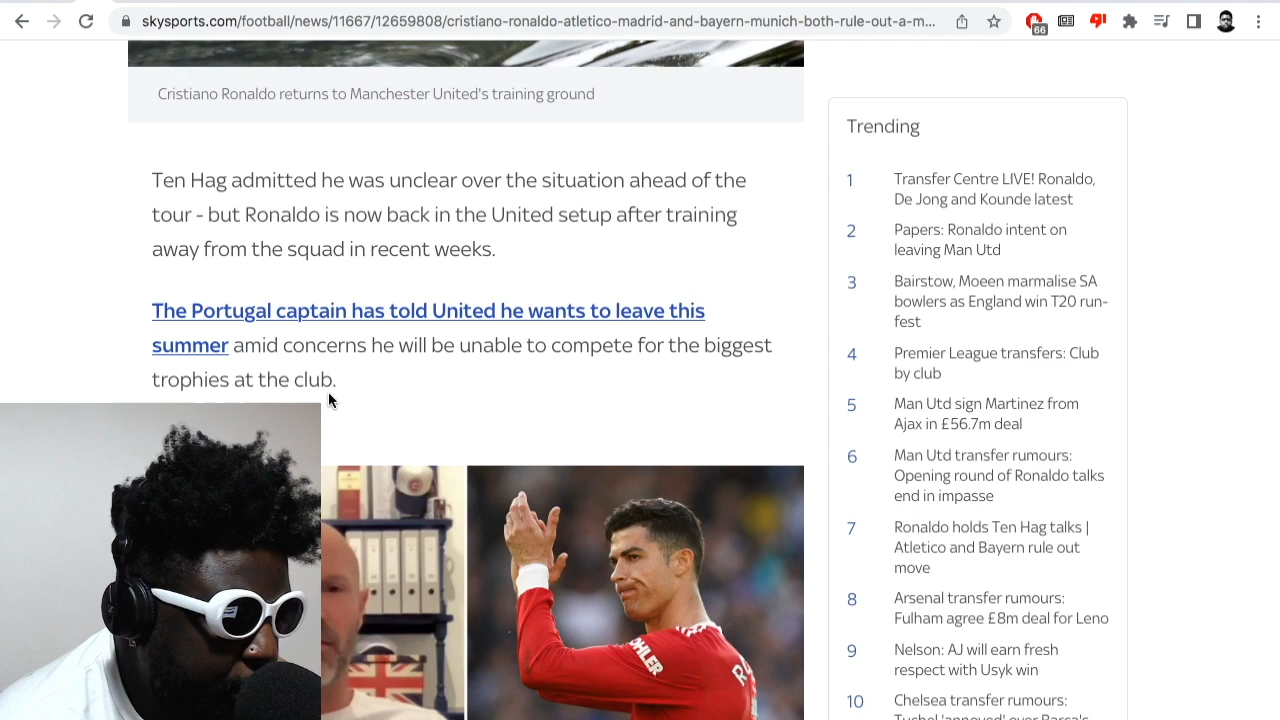 skysports.com/football/news/11667/12659808/cristiano-ronaldo-atletico-madrid-and-bayern-munich-both-rule-out-a-m...
66
Cristiano Ronaldo returns to Manchester United's training ground
Ten Hag admitted he was unclear over the situation ahead of the
tour - but Ronaldo is now back in the United setup after training
away from the squad in recent weeks.
The Portugal captain has told United he wants to leave this
summer amid concerns he will be unable to compete for the biggest
trophies at the club.
Trending
1 Transfer Centre LIVE! Ronaldo,
De Jong and Kounde latest
2 Papers: Ronaldo intent on
leaving Man Utd
3 Bairstow, Moeen marmalise SA
bowlers as England win T20 run-
fest
4 Premier League transfers: Club
by club
5 Man Utd sign Martinez from
Ajax in £56.7m deal
6 Man Utd transfer rumours:
Opening round of Ronaldo talks
end in impasse
7 Ronaldo holds Ten Hag talks |
Atletico and Bayern rule out
move
8 Arsenal transfer rumours:
Fulham agree £8m deal for Leno
9 Nelson: AJ will earn fresh
respect with Usyk win
10 Chelsea transfer rumours:
Tuchel 'annoyed' over Barca's